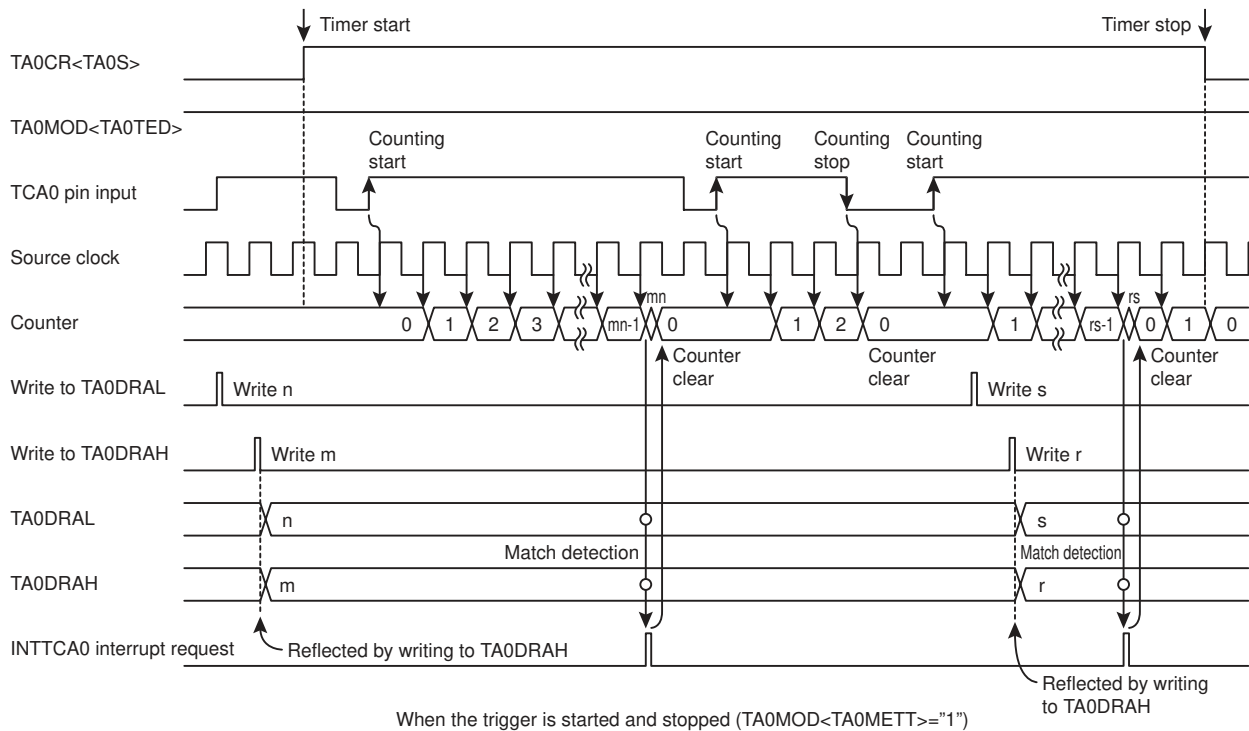 Timer start
Timer stop
TA0CR<TA0S>
TA0MOD<TA0TED>
Counting
start
Counting
start
Counting
stop
Counting
start
TCA0 pin input
Source clock
mn
rs
Counter
0 1 2 3 mn-1 0 1 2 0 1 rs-1 0 1 0
Counter
clear
Counter
clear
Counter
clear
Write to TA0DRAL
Write n
Write s
Write to TA0DRAH
Write m
Write r
TA0DRAL
n
s
Match detection
Match detection
TA0DRAH
m
r
INTTCA0 interrupt request
Reflected by writing to TA0DRAH
Reflected by writing
to TA0DRAH
When the trigger is started and stopped (TA0MOD<TA0METT>=”1”)